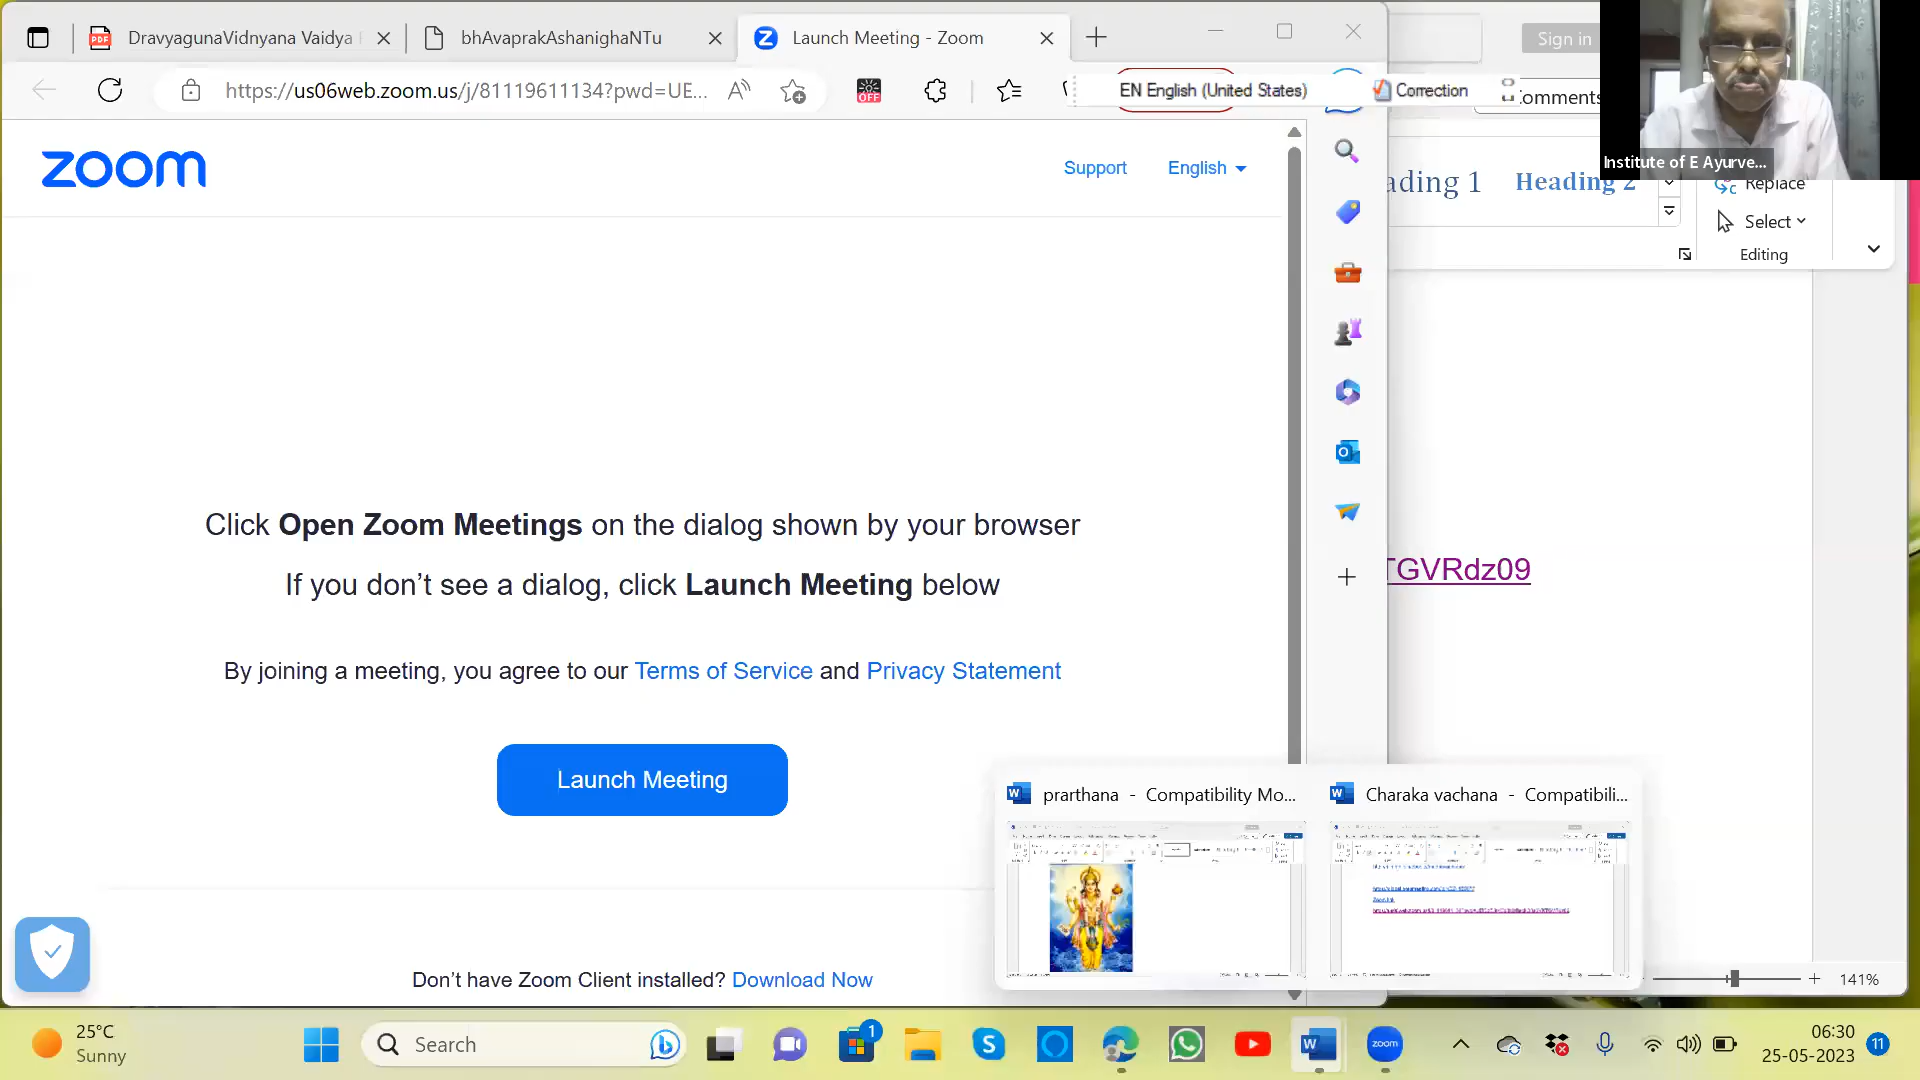 DravyagunaVidnyana Vaidya
bhAvaprakAshanighaNTu
Launch Meeting - Zoom
Sign in
https://us06web.zoom.us/j/81119611134?pwd=UE...
OFF
EN English (United States)
Correction
omments
zoom
Support
English
Institute of E Ayurve...
ading 1
Heading 2
Replace
Select
Editing
Click Open Zoom Meetings on the dialog shown by your browser
If you don’t see a dialog, click Launch Meeting below
TGVRdz09
By joining a meeting, you agree to our Terms of Service and Privacy Statement
Launch Meeting
prarthana - Compatibility Mo...
Charaka vachana - Compatibili...
Don’t have Zoom Client installed? Download Now
141%
25°C
Sunny
Search
1
zoom
06:30
25-05-2023
11